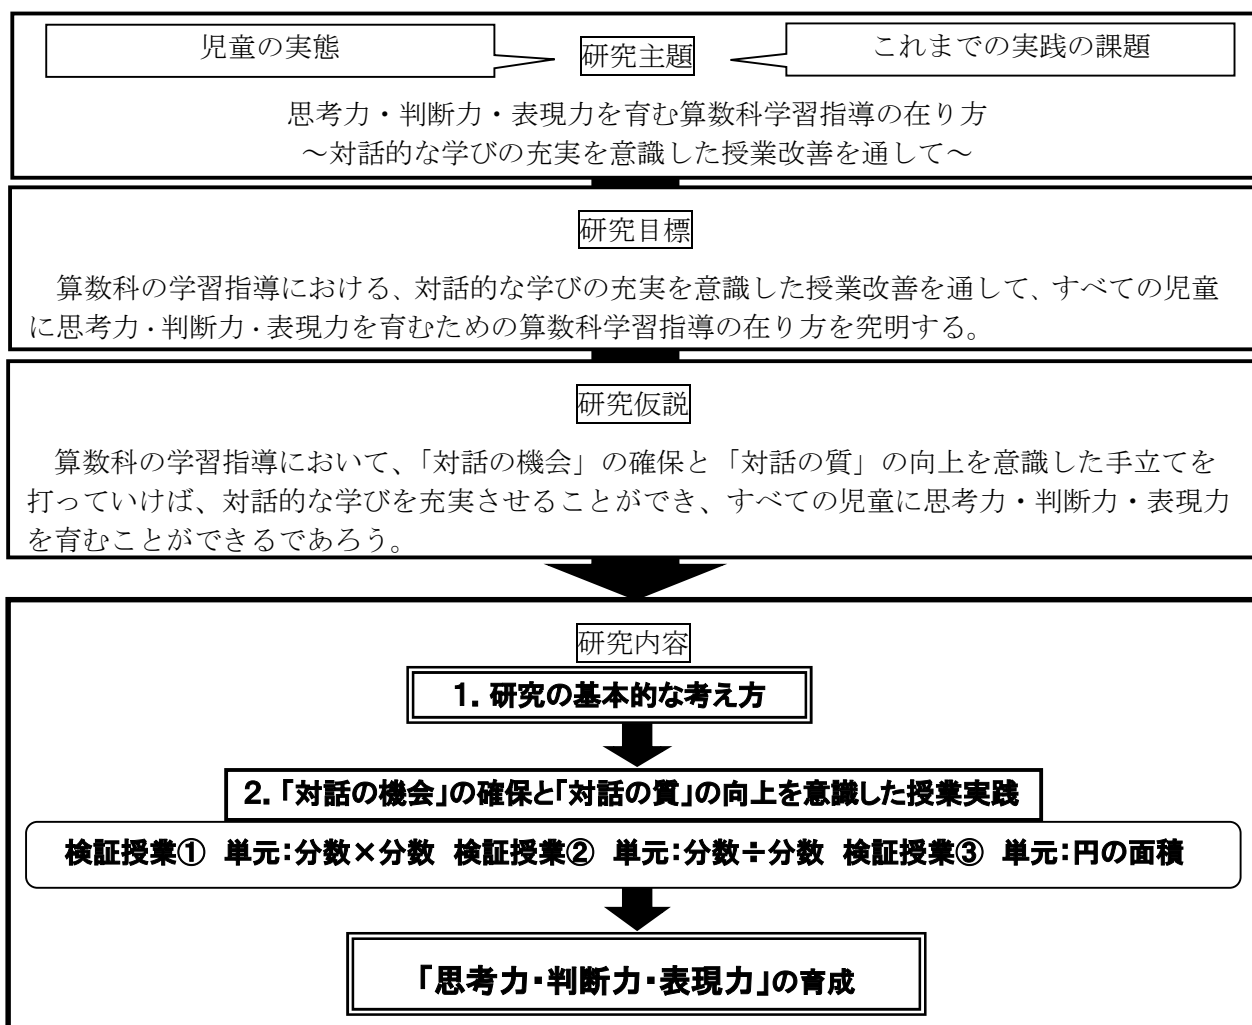 児童の実態
研究主題
これまでの実践の課題
思考力・判断力・表現力を育む算数科学習指導の在り方
～対話的な学びの充実を意識した授業改善を通して～
研究目標
算数科の学習指導における、対話的な学びの充実を意識した授業改善を通して、すべての児童
に思考力・判断力・表現力を育むための算数科学習指導の在り方を究明する。
研究仮説
算数科の学習指導において、「対話の機会」の確保と「対話の質」の向上を意識した手立てを
打っていけば、対話的な学びを充実させることができ、すべての児童に思考力・判断力・表現力
を育むことができるであろう。
研究内容
1．研究の基本的な考え方
2．「対話の機会」の確保と「対話の質」の向上を意識した授業実践
検証授業①　単元：分数×分数　検証授業②　単元：分数÷分数　検証授業③　単元：円の面積
「思考力・判断力・表現力」の育成